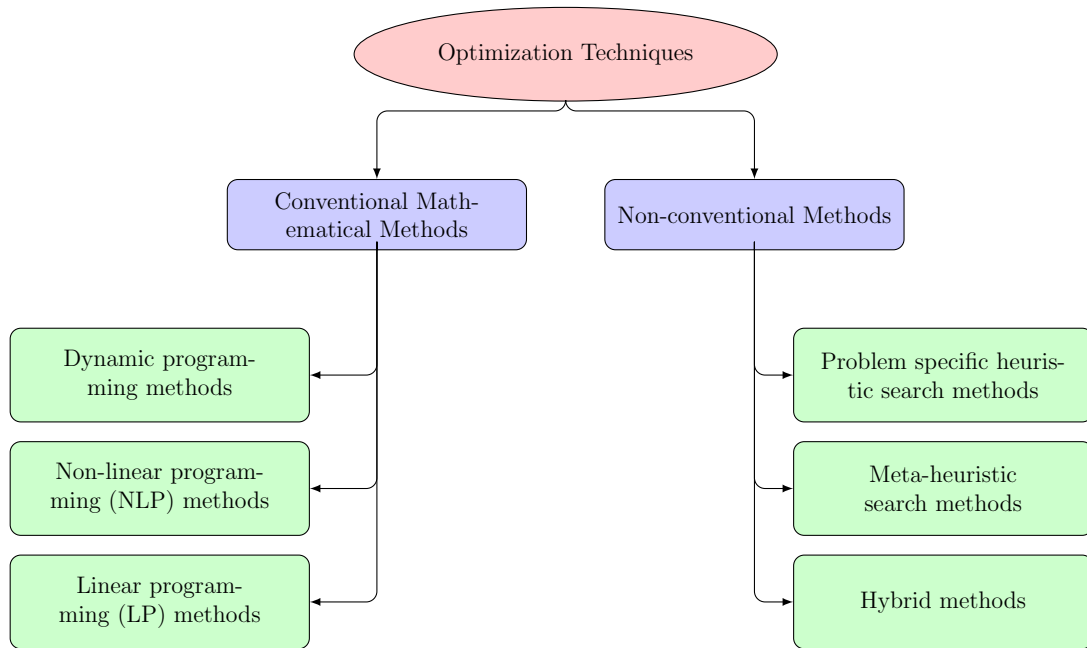 Optimization Techniques
Conventional Math-
ematical Methods
Non-conventional Methods
Dynamic program-
ming methods
Non-linear program-
ming (NLP) methods
Linear program-
ming (LP) methods
Problem specific heuris-
tic search methods
Meta-heuristic
search methods
Hybrid methods